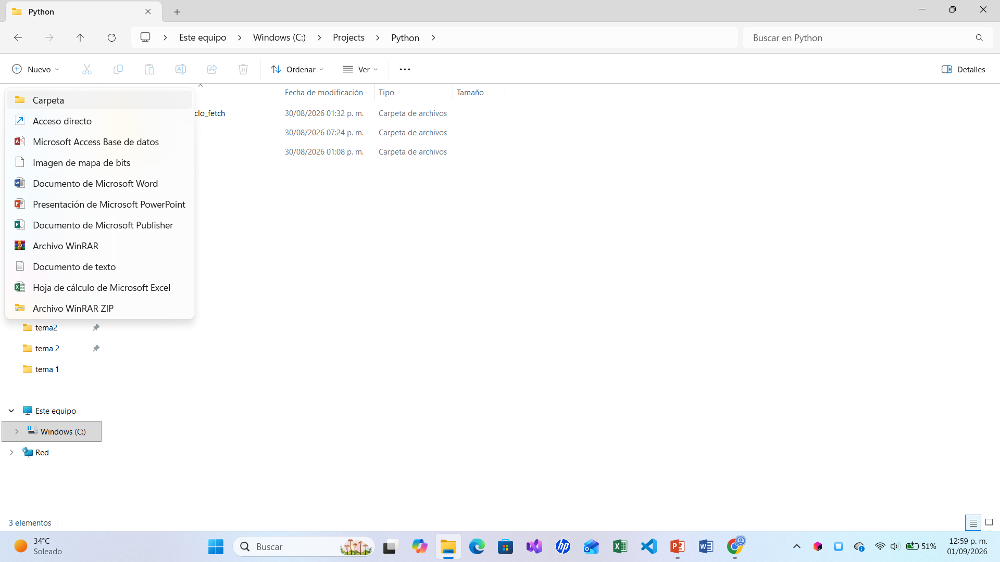 Python
Este equipo
Windows (C:)
Projects
Python
Buscar en Python
Nuevo
Ordenar
Ver
Detalles
Fecha de modificación
Tipo
Tamaño
Carpeta
clo_fetch
30/08/2026 01:32 p. m.
Carpeta de archivos
Acceso directo
30/08/2026 07:24 p. m.
Carpeta de archivos
Microsoft Access Base de datos
30/08/2026 01:08 p. m.
Carpeta de archivos
Imagen de mapa de bits
Documento de Microsoft Word
Presentación de Microsoft PowerPoint
Documento de Microsoft Publisher
Archivo WinRAR
Documento de texto
Hoja de cálculo de Microsoft Excel
Archivo WinRAR ZIP
tema2
tema 2
tema 1
Este equipo
Windows (C:)
Red
3 elementos
34°C
Soleado
Buscar
51%
12:59 p. m.
01/09/2026